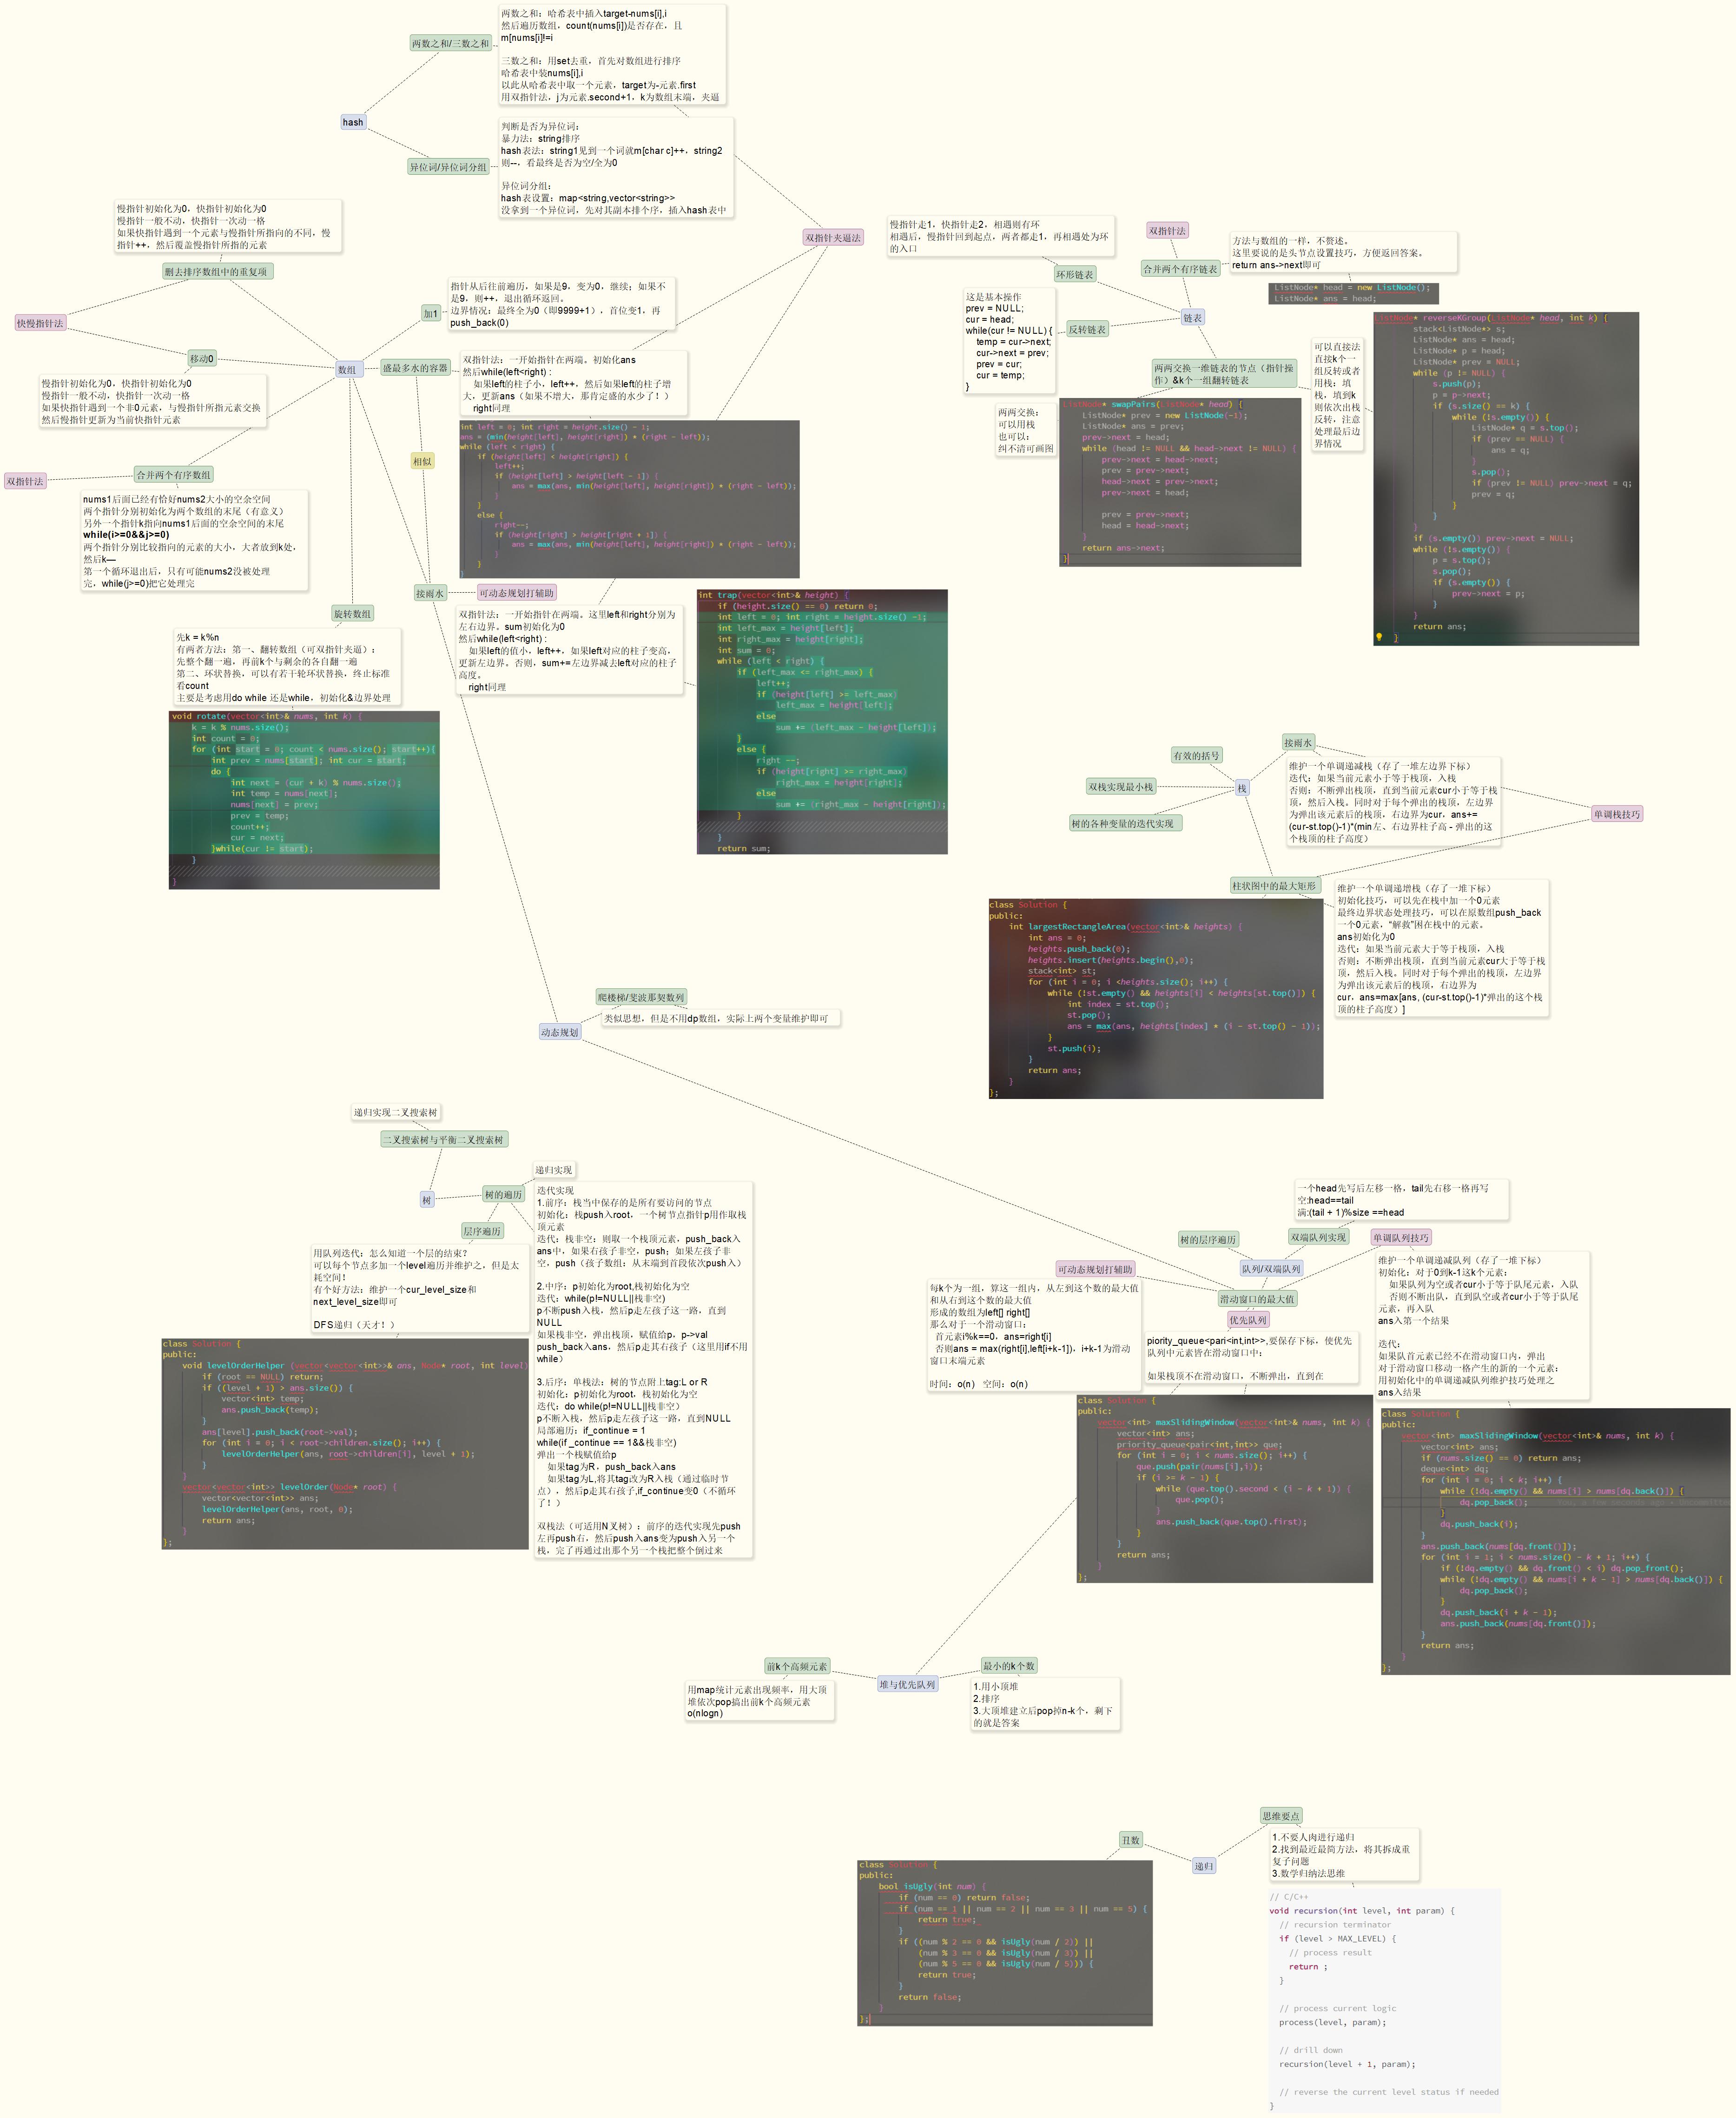 两数之和/三数之和
两数之和：哈希表中插入target-nums[i],i
然后遍历数组，count(nums[i])是否存在，且
m[nums[i]!=i
三数之和：用set去重，首先对数组进行排序
哈希表中装nums[i],i
以此从哈希表中取一个元素，target为-元素.first
用双指针法，j为元素.second+1，k为数组末端，夹逼
hash
异位词/异位词分组
判断是否为异位词：
暴力法：string排序
hash表法：string1见到一个词就m[char c]++，string2
则--，看最终是否为空/全为0
异位词分组：
hash表设置：map<string,vector<string>>
没拿到一个异位词，先对其副本排个序，插入hash表中
双指针夹逼法
慢指针初始化为0，快指针初始化为0
慢指针一般不动，快指针一次动一格
如果快指针遇到一个元素与慢指针所指向的不同，慢
指针++，然后覆盖慢指针所指的元素
删去排序数组中的重复项
快慢指针法
移动0
慢指针初始化为0，快指针初始化为0
慢指针一般不动，快指针一次动一格
如果快指针遇到一个非0元素，与慢指针所指元素交换
然后慢指针更新为当前快指针元素
数组
加1
指针从后往前遍历，如果是9，变为0，继续；如果不
是9，则++，退出循环返回。
边界情况：最终全为0（即9999+1），首位变1，再
push_back(0)
盛最多水的容器
双指针法：一开始指针在两端。初始化ans
然后while(left<right)：
如果left的柱子小，left++，然后如果left的柱子增
大，更新ans（如果不增大，那肯定盛的水少了！）
right同理
int left = 0; int right = height.size() - 1;
ans = (min(height[left], height[right]) * (right - left));
while (left < right) {
if (height[left] < height[right]) {
left++;
if (height[left] > height[left - 1]) {
ans = max(ans, min(height[left], height[right]) * (right - left));
}
}
else {
right--;
if (height[right] > height[right + 1]) {
ans = max(ans, min(height[left], height[right]) * (right - left));
}
}
}
相似
双指针法
合并两个有序数组
nums1后面已经有恰好nums2大小的空余空间
两个指针分别初始化为两个数组的末尾（有意义）
另外一个指针k指向nums1后面的空余空间的末尾
while(i>=0&&j>=0)
两个指针分别比较指向的元素的大小，大者放到k处，
然后k—
第一个循环退出后，只有可能nums2没被处理
完，while(j>=0)把它处理完
接雨水
可动态规划打辅助
双指针法：一开始指针在两端。这里left和right分别为
左右边界。sum初始化为0
然后while(left<right)：
如果left的值小，left++，如果left对应的柱子变高，
更新左边界。否则，sum+=左边界减去left对应的柱子
高度。
right同理
int trap(vector<int>& height) {
if (height.size() == 0) return 0;
int left = 0; int right = height.size() -1;
int left_max = height[left];
int right_max = height[right];
int sum = 0;
while (left < right) {
if (left_max <= right_max) {
left++;
if (height[left] >= left_max)
left_max = height[left];
else
sum += (left_max - height[left]);
}
else {
right --;
if (height[right] >= right_max)
right_max = height[right];
else
sum += (right_max - height[right]);
}
}
return sum;
旋转数组
先k = k%n
有两者方法：第一、翻转数组（可双指针夹逼）：
先整个翻一遍，再前k个与剩余的各自翻一遍
第二、环状替换，可以有若干轮环状替换，终止标准
看count
主要是考虑用do while 还是while，初始化&边界处理
void rotate(vector<int>& nums, int k) {
k = k % nums.size();
int count = 0;
for (int start = 0; count < nums.size(); start++){
int prev = nums[start]; int cur = start;
do {
int next = (cur + k) % nums.size();
int temp = nums[next];
nums[next] = prev;
prev = temp;
count++;
cur = next;
}while(cur != start);
}
}
慢指针走1，快指针走2，相遇则有环
相遇后，慢指针回到起点，两者都走1，再相遇处为环
的入口
环形链表
双指针法
合并两个有序链表
方法与数组的一样，不赘述。
这里要说的是头节点设置技巧，方便返回答案。
return ans->next即可
ListNode* head = new ListNode();
ListNode* ans = head;
链表
反转链表
这是基本操作
prev = NULL;
cur = head;
while(cur != NULL) {
temp = cur->next;
cur->next = prev;
prev = cur;
cur = temp;
}
两两交换一维链表的节点（指针操
作）&k个一组翻转链表
两两交换：
可以用栈
也可以：
纠不清可画图
ListNode* swapPairs(ListNode* head) {
ListNode* prev = new ListNode(-1);
ListNode* ans = prev;
prev->next = head;
while (head != NULL && head->next != NULL) {
prev->next = head->next;
prev = prev->next;
head->next = prev->next;
prev->next = head;
prev = prev->next;
head = head->next;
}
return ans->next;
}
可以直接法
直接k个一
组反转或者
用栈：填
栈，填到k
则依次出栈
反转，注意
处理最后边
界情况
ListNode* reverseKGroup(ListNode* head, int k) {
stack<ListNode*> s;
ListNode* ans = head;
ListNode* p = head;
ListNode* prev = NULL;
while (p != NULL) {
s.push(p);
p = p->next;
if (s.size() == k) {
while (!s.empty()) {
ListNode* q = s.top();
if (prev == NULL) {
ans = q;
}
s.pop();
if (prev != NULL) prev->next = q;
prev = q;
}
}
}
if (s.empty()) prev->next = NULL;
while (!s.empty()) {
p = s.top();
s.pop();
if (s.empty()) {
prev->next = p;
}
}
return ans;
}
有效的括号
双栈实现最小栈
树的各种变量的迭代实现
栈
接雨水
维护一个单调递减栈（存了一堆左边界下标）
迭代：如果当前元素小于等于栈顶，入栈
否则：不断弹出栈顶，直到当前元素cur小于等于栈
顶，然后入栈。同时对于每个弹出的栈顶，左边界
为弹出该元素后的栈顶，右边界为cur，ans+=
(cur-st.top()-1)*(min左、右边界柱子高 - 弹出的这
个栈顶的柱子高度）
单调栈技巧
柱状图中的最大矩形
维护一个单调递增栈（存了一堆下标）
初始化技巧，可以先在栈中加一个0元素
最终边界状态处理技巧，可以在原数组push_back
一个0元素，“解救”困在栈中的元素。
ans初始化为0
迭代：如果当前元素大于等于栈顶，入栈
否则：不断弹出栈顶，直到当前元素cur大于等于栈
顶，然后入栈。同时对于每个弹出的栈顶，左边界
为弹出该元素后的栈顶，右边界为
cur，ans=max[ans, (cur-st.top()-1)*弹出的这个栈
顶的柱子高度）]
class Solution {
public:
int largestRectangleArea(vector<int>& heights) {
int ans = 0;
heights.push_back(0);
heights.insert(heights.begin(),0);
stack<int> st;
for (int i = 0; i <heights.size(); i++) {
while (!st.empty() && heights[i] < heights[st.top()]) {
int index = st.top();
st.pop();
ans = max(ans, heights[index] * (i - st.top() - 1));
}
st.push(i);
}
return ans;
}
};
爬楼梯/斐波那契数列
类似思想，但是不用dp数组，实际上两个变量维护即可
动态规划
递归实现二叉搜索树
二叉搜索树与平衡二叉搜索树
树
树的遍历
递归实现
层序遍历
用队列迭代：怎么知道一个层的结束？
可以每个节点多加一个level遍历并维护之，但是太
耗空间！
有个好方法：维护一个cur_level_size和
next_level_size即可
DFS递归（天才！）
class Solution {
public:
void levelOrderHelper (vector<vector<int>>& ans, Node* root, int level)
if (root == NULL) return;
if ((level + 1) > ans.size()) {
vector<int> temp;
ans.push_back(temp);
}
ans[level].push_back(root->val);
for (int i = 0; i < root->children.size(); i++) {
levelOrderHelper(ans, root->children[i], level + 1);
}
}
vector<vector<int>> levelOrder(Node* root) {
vector<vector<int>> ans;
levelOrderHelper(ans, root, 0);
return ans;
}
};
迭代实现
1.前序：栈当中保存的是所有要访问的节点
初始化：栈push入root，一个树节点指针p用作取栈
顶元素
迭代：栈非空：则取一个栈顶元素，push_back入
ans中，如果右孩子非空，push；如果左孩子非
空，push（孩子数组：从末端到首段依次push入）
2.中序：p初始化为root,栈初始化为空
迭代：while(p!=NULL||栈非空)
p不断push入栈，然后p走左孩子这一路，直到
NULL
如果栈非空，弹出栈顶，赋值给p，p->val
push_back入ans，然后p走其右孩子（这里用if不用
while）
3.后序：单栈法：树的节点附上tag:L or R
初始化：p初始化为root，栈初始化为空
迭代：do while(p!=NULL||栈非空)
p不断入栈，然后p走左孩子这一路，直到NULL
局部遍历：if_continue = 1
while(if_continue == 1&&栈非空)
弹出一个栈赋值给p
如果tag为R，push_back入ans
如果tag为L,将其tag改为R入栈（通过临时节
点），然后p走其右孩子,if_continue变0（不循环
了！）
双栈法（可适用N叉树）：前序的迭代实现先push
左再push右，然后push入ans变为push入另一个
栈，完了再通过出那个另一个栈把整个倒过来
一个head先写后左移一格，tail先右移一格再写
空:head==tail
满:(tail + 1)%size ==head
树的层序遍历
双端队列实现
单调队列技巧
队列/双端队列
可动态规划打辅助
滑动窗口的最大值
优先队列
每k个为一组，算这一组内，从左到这个数的最大值
和从右到这个数的最大值
形成的数组为left[] right[]
那么对于一个滑动窗口：
首元素i%k==0，ans=right[i]
否则ans = max(right[i],left[i+k-1])，i+k-1为滑动
窗口末端元素
时间：o(n) 空间：o(n)
piority_queue<pari<int,int>>,要保存下标，使优先
队列中元素皆在滑动窗口中：
如果栈顶不在滑动窗口，不断弹出，直到在
class Solution {
public:
vector<int> maxSlidingWindow(vector<int>& nums, int k) {
vector<int> ans;
priority_queue<pair<int,int>> que;
for (int i = 0; i < nums.size(); i++) {
que.push(pair(nums[i],i));
if (i >= k - 1) {
while (que.top().second < (i - k + 1)) {
que.pop();
}
ans.push_back(que.top().first);
}
}
return ans;
}
};
维护一个单调递减队列（存了一堆下标）
初始化：对于0到k-1这k个元素：
如果队列为空或者cur小于等于队尾元素，入队
否则不断出队，直到队空或者cur小于等于队尾
元素，再入队
ans入第一个结果
迭代：
如果队首元素已经不在滑动窗口内，弹出
对于滑动窗口移动一格产生的新的一个元素：
用初始化中的单调递减队列维护技巧处理之
ans入结果
class Solution {
public:
vector<int> maxSlidingWindow(vector<int>& nums, int k) {
vector<int> ans;
if (nums.size() == 0) return ans;
deque<int> dq;
for (int i = 0; i < k; i++) {
while (!dq.empty() && nums[i] > nums[dq.back()]) {
dq.pop_back();
}
dq.push_back(i);
}
ans.push_back(nums[dq.front()]);
for (int i = 1; i < nums.size() - k + 1; i++) {
if (!dq.empty() && dq.front() < i) dq.pop_front();
while (!dq.empty() && nums[i + k - 1] > nums[dq.back()]) {
dq.pop_back();
}
dq.push_back(i + k - 1);
ans.push_back(nums[dq.front()]);
}
return ans;
}
};
前k个高频元素
用map统计元素出现频率，用大顶
堆依次pop搞出前k个高频元素
o(nlogn)
堆与优先队列
最小的k个数
1.用小顶堆
2.排序
3.大顶堆建立后pop掉n-k个，剩下
的就是答案
思维要点
1.不要人肉进行递归
2.找到最近最简方法，将其拆成重
复子问题
3.数学归纳法思维
丑数
递归
class Solution {
public:
bool isUgly(int num) {
if (num == 0) return false;
if (num == 1 || num == 2 || num == 3 || num == 5) {
return true;
}
if ((num % 2 == 0 && isUgly(num / 2)) ||
(num % 3 == 0 && isUgly(num / 3)) ||
(num % 5 == 0 && isUgly(num / 5))) {
return true;
}
return false;
}
};
// C/C++
void recursion(int level, int param) {
// recursion terminator
if (level > MAX_LEVEL) {
// process result
return ;
}
// process current logic
process(level, param);
// drill down
recursion(level + 1, param);
// reverse the current level status if needed
}